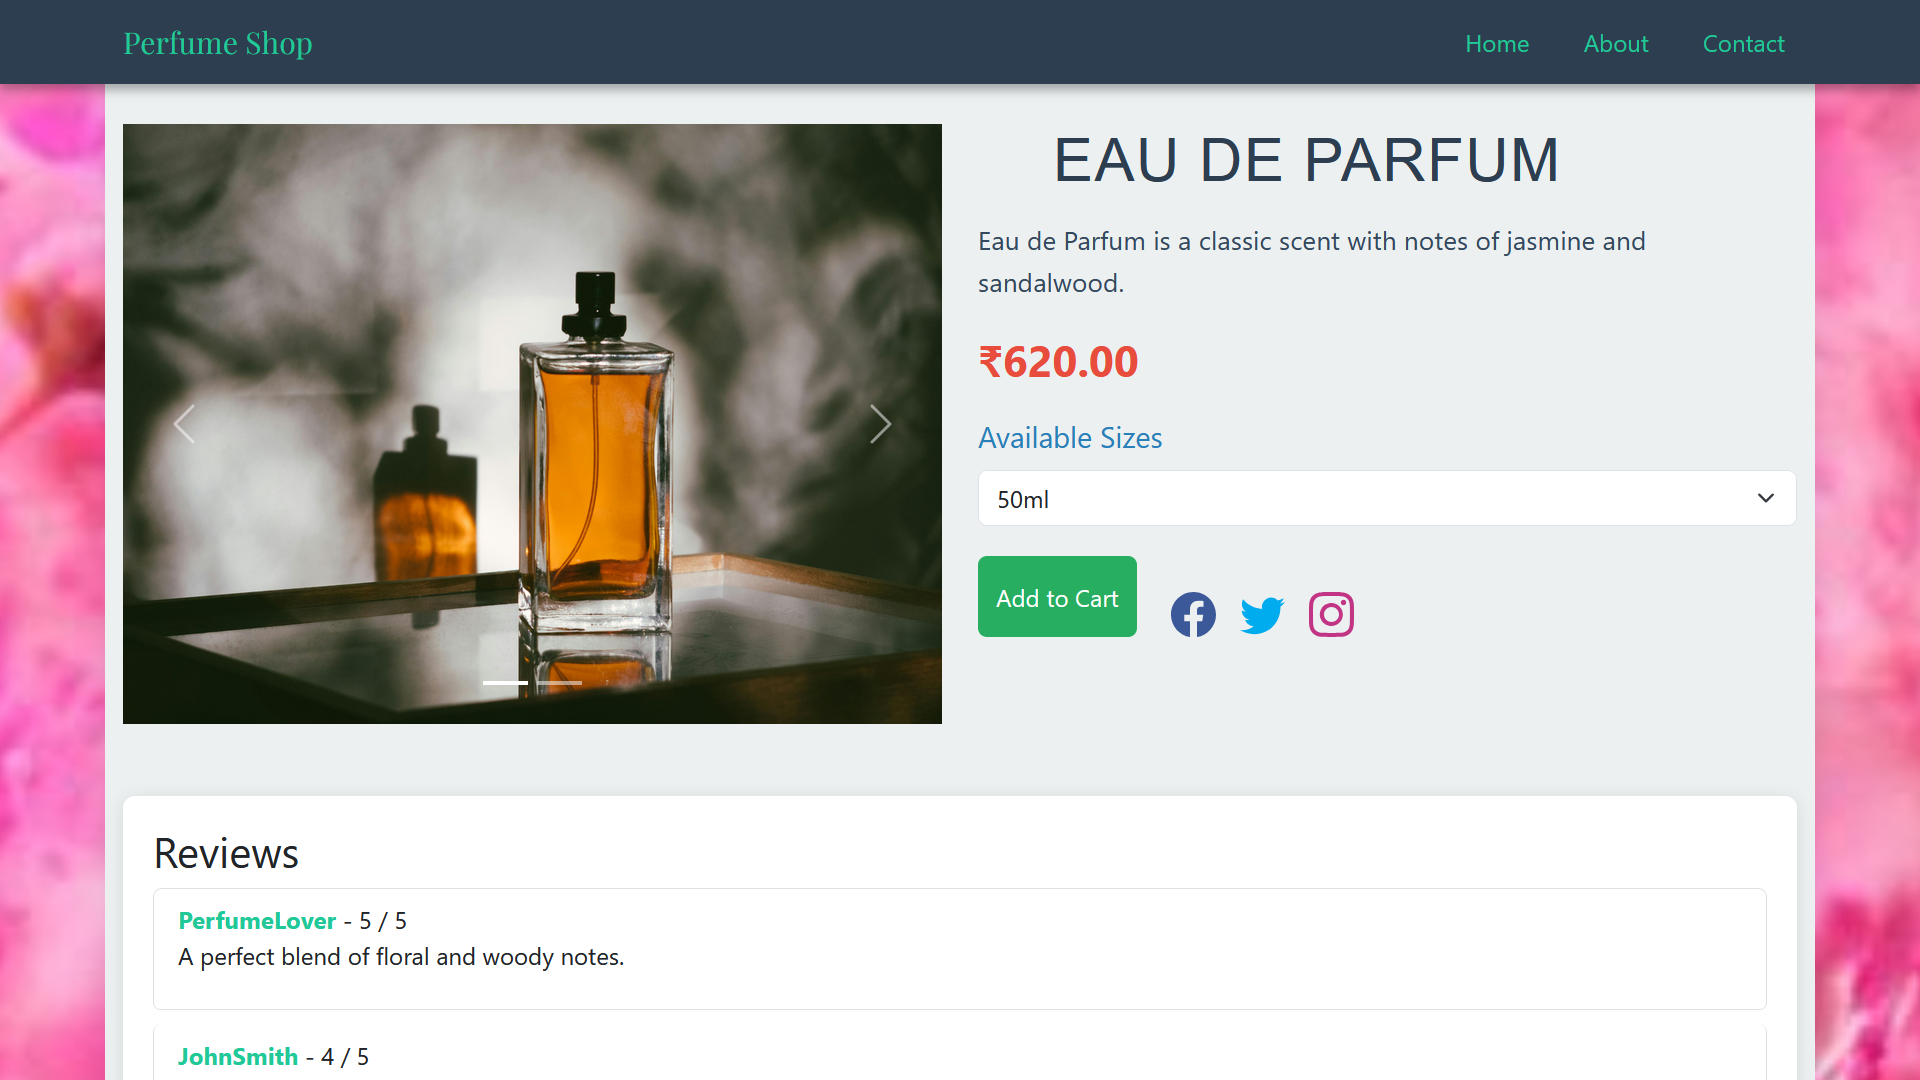 Perfume Shop
Home About Contact
EAU DE PARFUM
Eau de Parfum is a classic scent with notes of jasmine and
sandalwood.
₹620.00
Available Sizes
50ml
Add to Cart
Reviews
PerfumeLover - 5 / 5
A perfect blend of floral and woody notes.
JohnSmith - 4 / 5